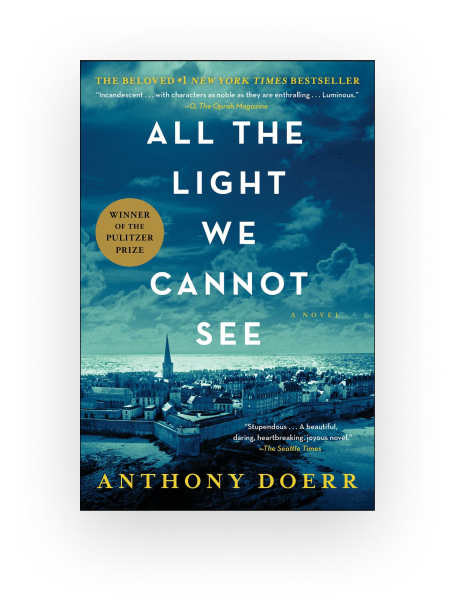 THE BELOVED #1 NEW YORK TIMES BESTSELLER
"Incandescent . . . with characters as noble as they are enthralling . . . Luminous."
—O, The Oprah Magazine
ALL THE
LIGHT
WE
CANNOT
SEE
WINNER
OF THE
PULITZER
PRIZE
A NOVEL
"Stupendous . . . A beautiful,
daring, heartbreaking, joyous novel."
—The Seattle Times
ANTHONY DOERR